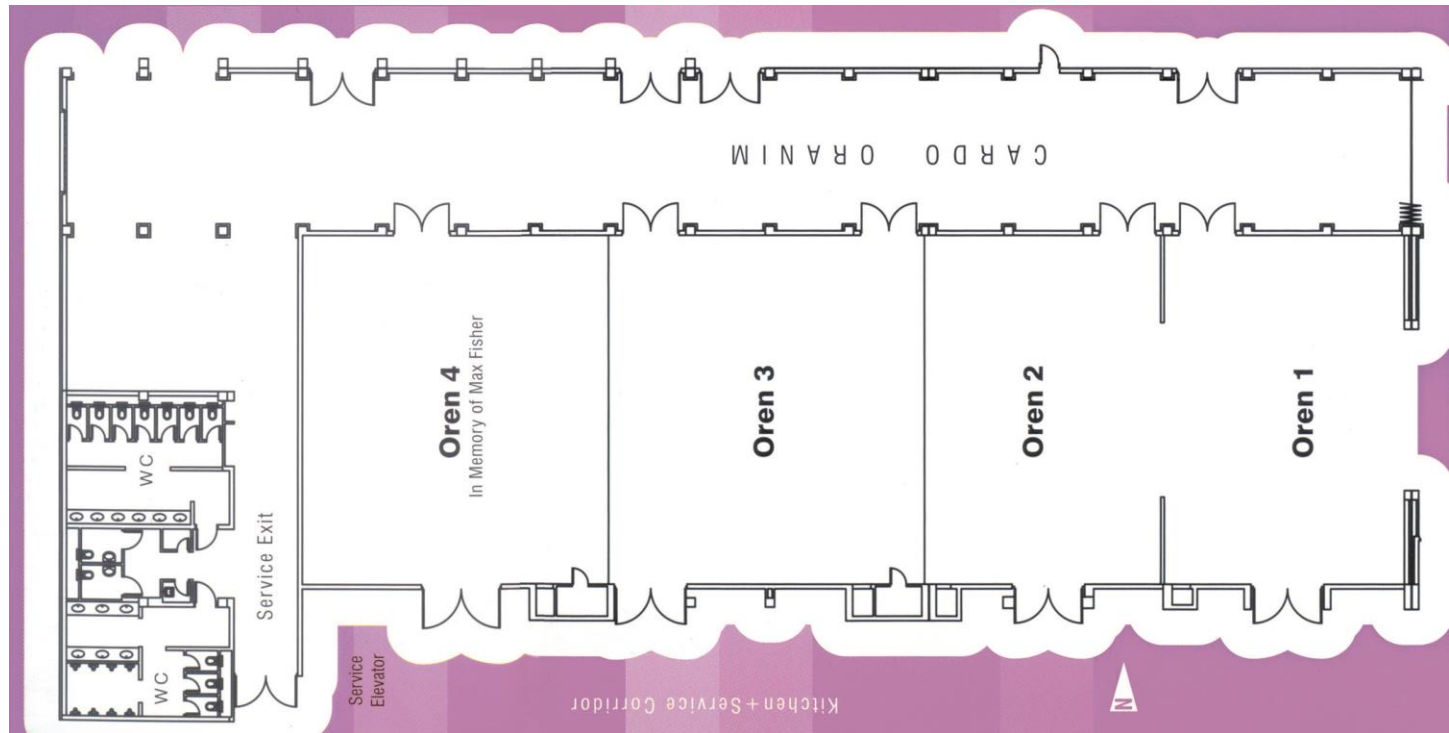 CARDO ORANIM
Oren 4
In Memory of Max Fisher
Oren 3
Oren 2
Oren 1
WC
Service Exit
WC
Service
Elevator
Kitchen+Service Corridor
N